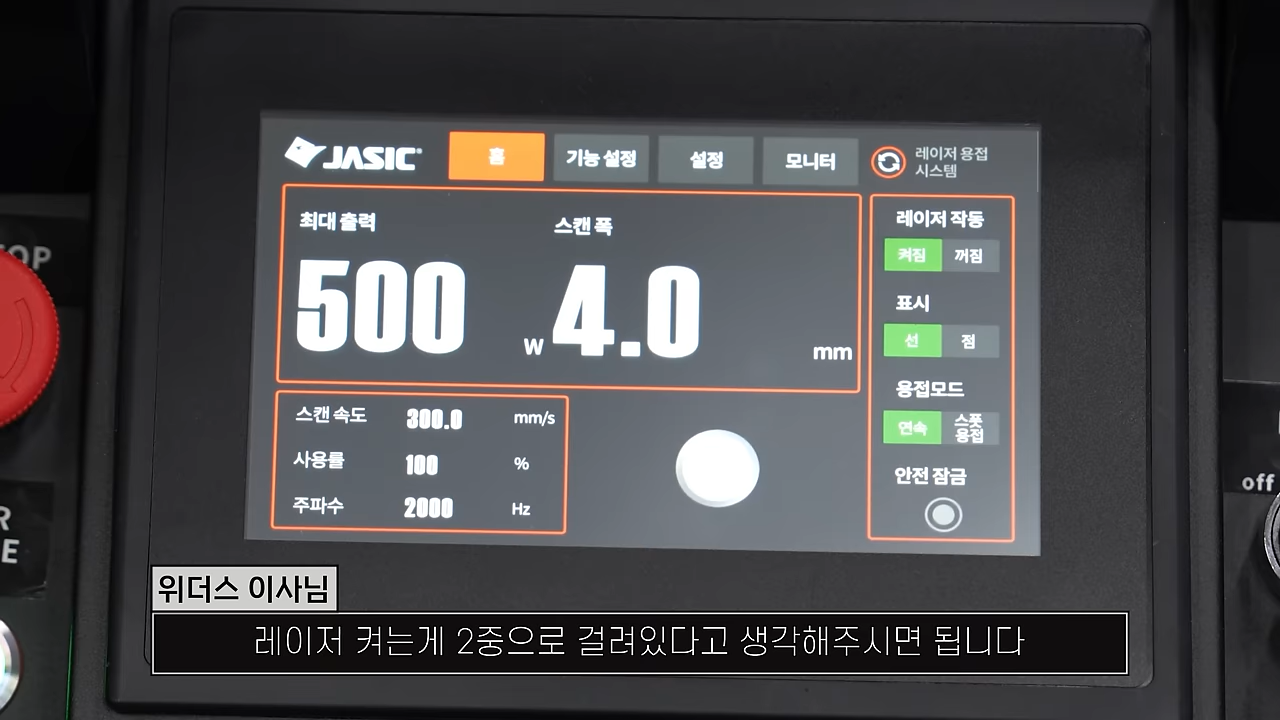 JASIC
홈
기능 설정
설정
모니터
레이저 용접
시스템
최대 출력
스캔 폭
500 W
4.0 mm
스캔 속도 300.0 mm/s
사용률 100 %
주파수 2000 Hz
레이저 작동
켜짐 꺼짐
표시
선 점
용접모드
연속 스폿
용접
안전 잠금
OP
R
E
off
위더스 이사님
레이저 켜는게 2중으로 걸려있다고 생각해주시면 됩니다